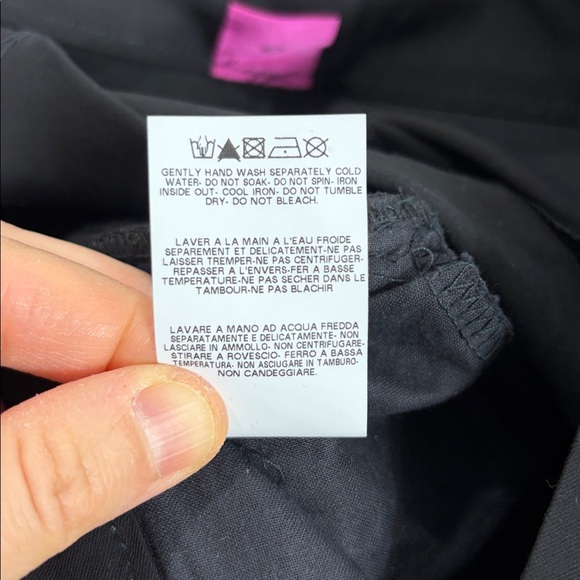 GENTLY HAND WASH SEPARATELY COLD
WATER- DO NOT SOAK- DO NOT SPIN- IRON
INSIDE OUT- COOL IRON- DO NOT TUMBLE
DRY- DO NOT BLEACH.
LAVER A LA MAIN A L'EAU FROIDE
SEPAREMENT ET DELICATEMENT-NE PAS
LAISSER TREMPER-NE PAS CENTRIFUGER-
REPASSER A L'ENVERS-FER A BASSE
TEMPERATURE-NE PAS SECHER DANS LE
TAMBOUR-NE PAS BLACHIR
LAVARE A MANO AD ACQUA FREDDA
SEPARATAMENTE E DELICATAMENTE- NON
LASCIARE IN AMMOLLO- NON CENTRIFUGARE-
STIRARE A ROVESCIO- FERRO A BASSA
TEMPERATURA- NON ASCIUGARE IN TAMBURO-
NON CANDEGGIARE.